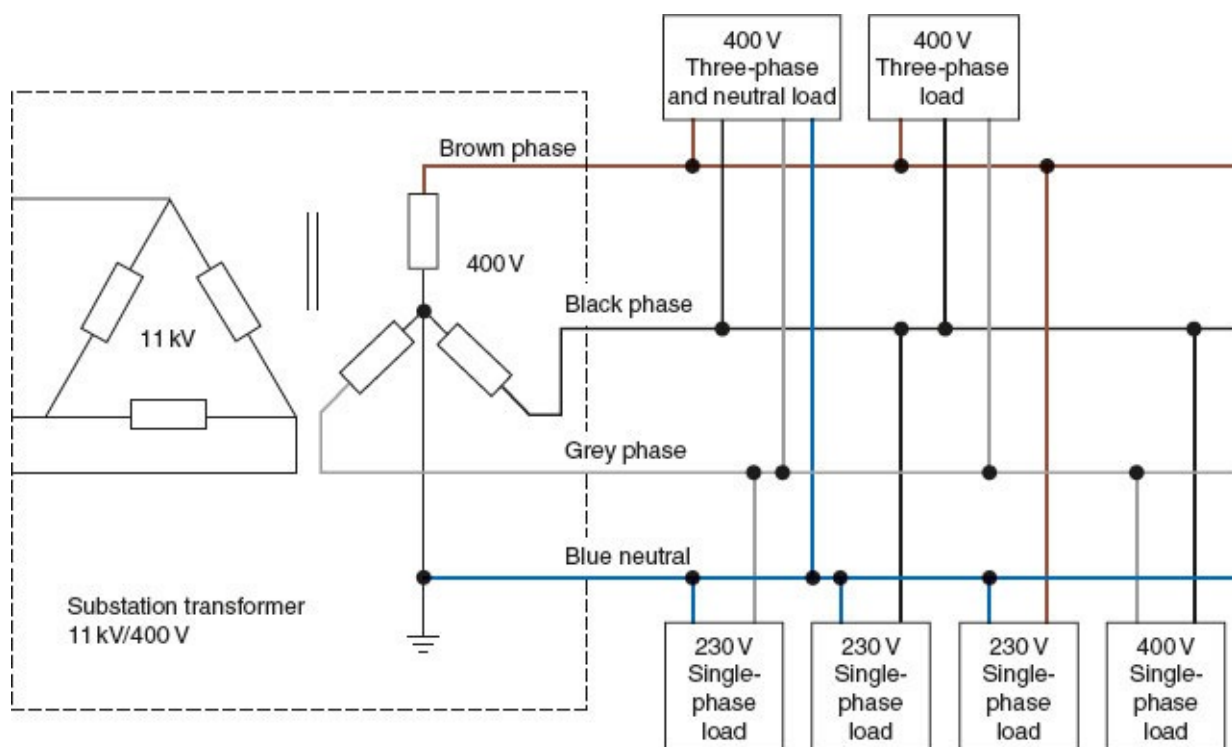 400 V
Three-phase
and neutral load
400 V
Three-phase
load
Brown phase
400 V
11 kV
Black phase
Grey phase
Blue neutral
Substation transformer
11 kV/400 V
230 V
Single-
phase
load
230 V
Single-
phase
load
230 V
Single-
phase
load
400 V
Single-
phase
load